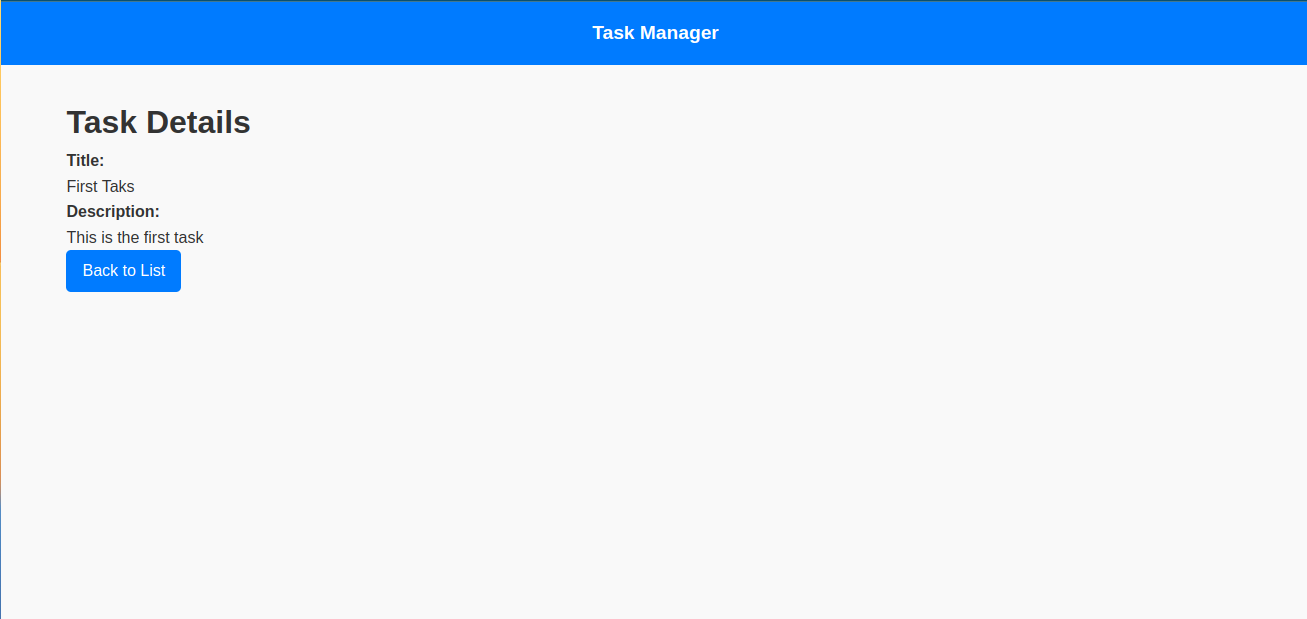 Task Manager
Task Details
Title:
First Taks
Description:
This is the first task
Back to List